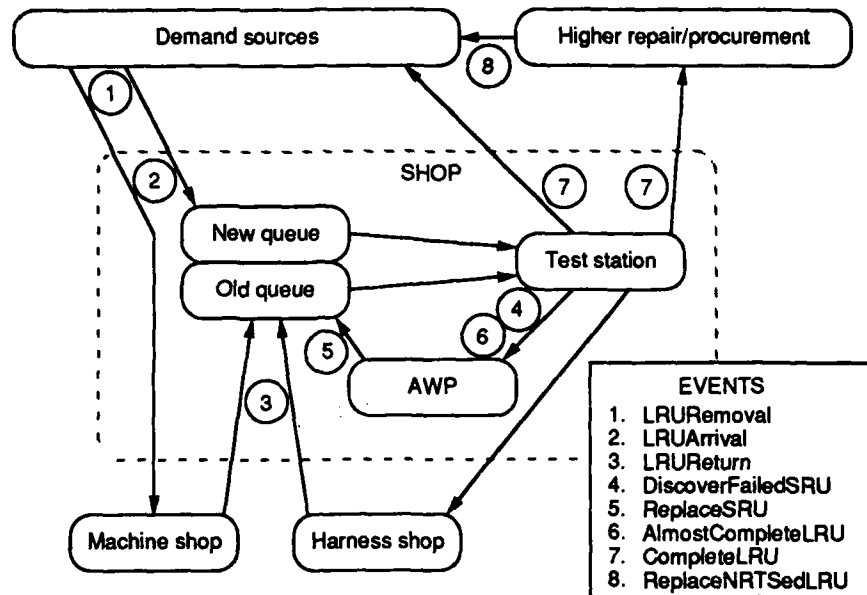 Demand sources
Higher repair/procurement
8
1
2
SHOP
7
7
New queue
Test station
Old queue
4
6
5
AWP
3
Machine shop
Harness shop
EVENTS
1. LRURemoval
2. LRUArrival
3. LRUReturn
4. DiscoverFailedSRU
5. ReplaceSRU
6. AlmostCompleteLRU
7. CompleteLRU
8. ReplaceNRTSedLRU